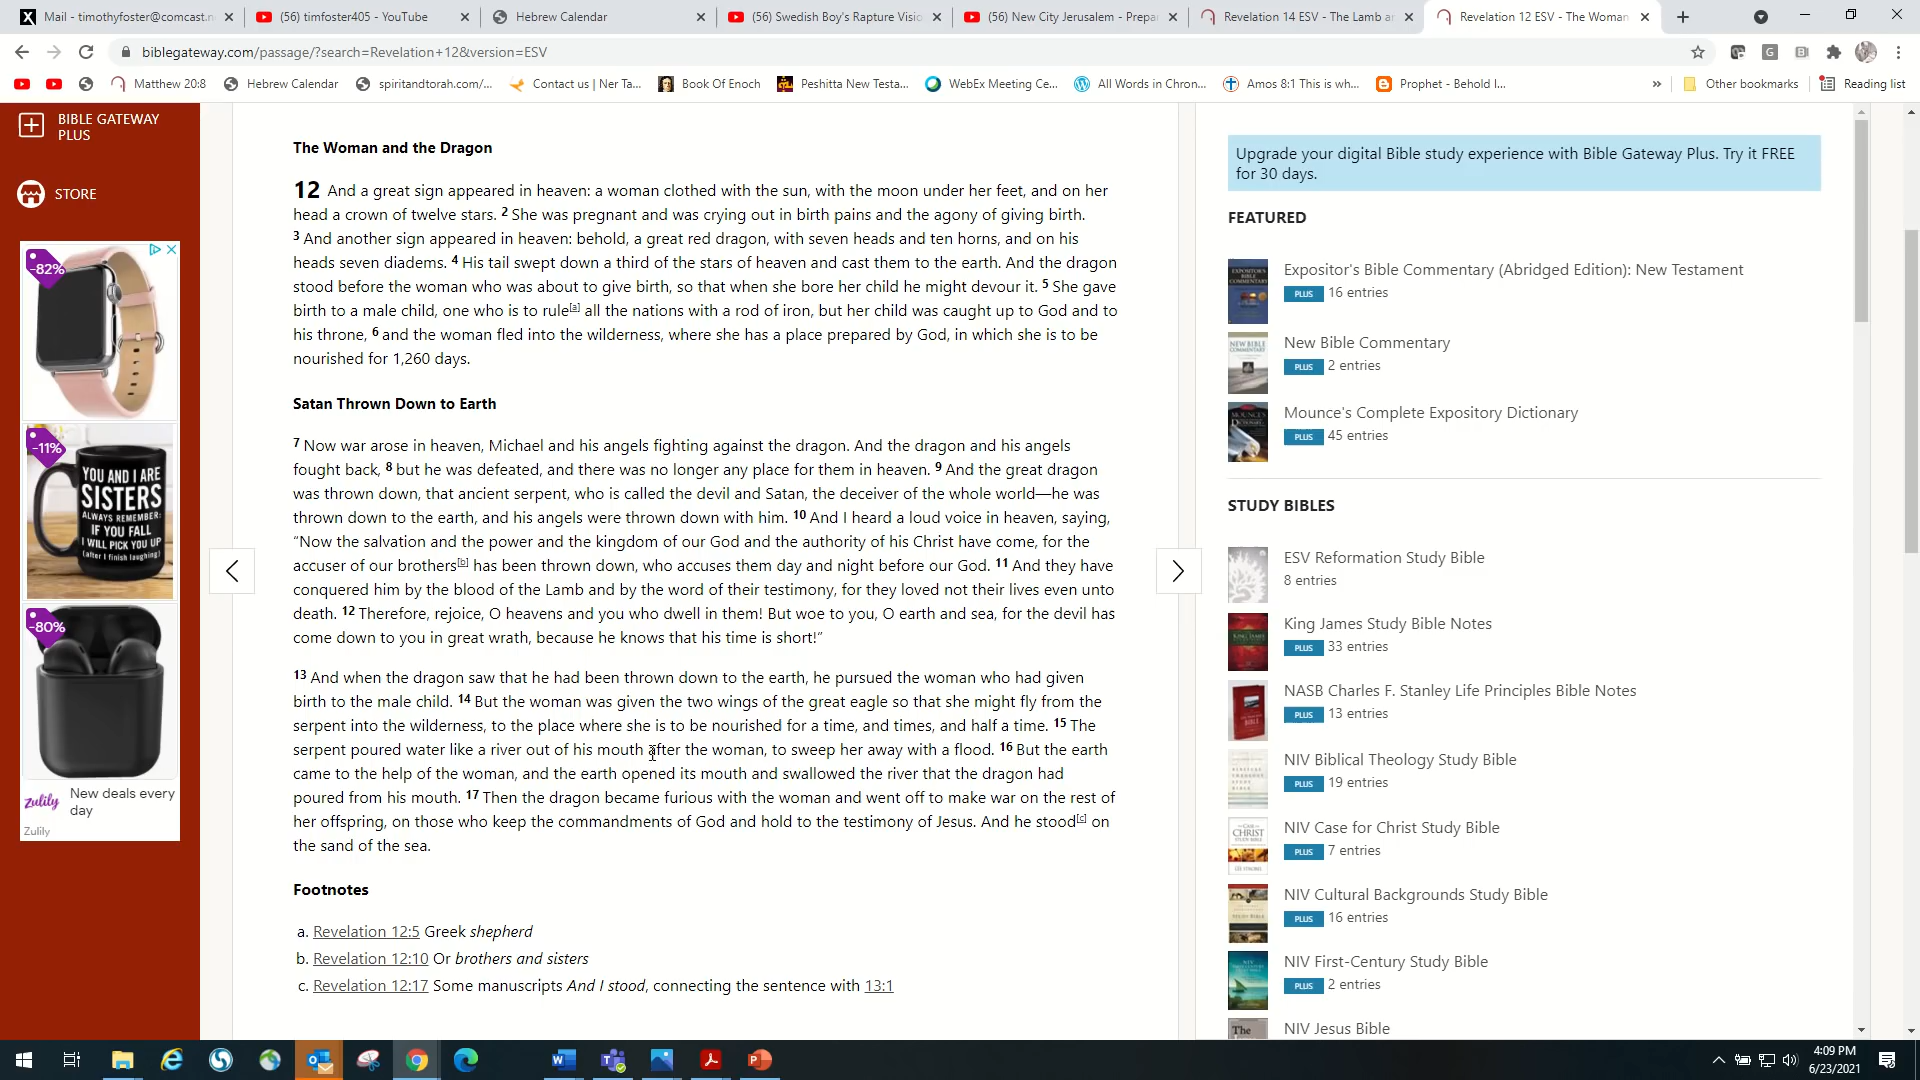 Mail - timothyfoster@comcast.n
(56) timfoster405 - YouTube
Hebrew Calendar
(56) Swedish Boy's Rapture Visio
(56) New City Jerusalem - Prepa
Revelation 14 ESV - The Lamb a
Revelation 12 ESV - The Woman
biblegateway.com/passage/?search=Revelation+12&version=ESV
Matthew 20:8
Hebrew Calendar
spiritandtorah.com/...
Contact us | Ner Ta...
Book Of Enoch
Peshitta New Testa...
WebEx Meeting Ce...
All Words in Chron...
Amos 8:1 This is wh...
Prophet - Behold I...
»
Other bookmarks
Reading list
BIBLE GATEWAY
PLUS
STORE
-82%
-11%
YOU AND I ARE
SISTERS
ALWAYS REMEMBER:
IF YOU FALL
I WILL PICK YOU UP
(after I finish laughing)
-80%
zulily
New deals every
day
Zulily
The Woman and the Dragon
12 And a great sign appeared in heaven: a woman clothed with the sun, with the moon under her feet, and on her
head a crown of twelve stars. 2 She was pregnant and was crying out in birth pains and the agony of giving birth.
3 And another sign appeared in heaven: behold, a great red dragon, with seven heads and ten horns, and on his
heads seven diadems. 4 His tail swept down a third of the stars of heaven and cast them to the earth. And the dragon
stood before the woman who was about to give birth, so that when she bore her child he might devour it. 5 She gave
birth to a male child, one who is to rule[a] all the nations with a rod of iron, but her child was caught up to God and to
his throne, 6 and the woman fled into the wilderness, where she has a place prepared by God, in which she is to be
nourished for 1,260 days.
Satan Thrown Down to Earth
7 Now war arose in heaven, Michael and his angels fighting against the dragon. And the dragon and his angels
fought back, 8 but he was defeated, and there was no longer any place for them in heaven. 9 And the great dragon
was thrown down, that ancient serpent, who is called the devil and Satan, the deceiver of the whole world—he was
thrown down to the earth, and his angels were thrown down with him. 10 And I heard a loud voice in heaven, saying,
“Now the salvation and the power and the kingdom of our God and the authority of his Christ have come, for the
accuser of our brothers[b] has been thrown down, who accuses them day and night before our God. 11 And they have
conquered him by the blood of the Lamb and by the word of their testimony, for they loved not their lives even unto
death. 12 Therefore, rejoice, O heavens and you who dwell in them! But woe to you, O earth and sea, for the devil has
come down to you in great wrath, because he knows that his time is short!”
13 And when the dragon saw that he had been thrown down to the earth, he pursued the woman who had given
birth to the male child. 14 But the woman was given the two wings of the great eagle so that she might fly from the
serpent into the wilderness, to the place where she is to be nourished for a time, and times, and half a time. 15 The
serpent poured water like a river out of his mouth after the woman, to sweep her away with a flood. 16 But the earth
came to the help of the woman, and the earth opened its mouth and swallowed the river that the dragon had
poured from his mouth. 17 Then the dragon became furious with the woman and went off to make war on the rest of
her offspring, on those who keep the commandments of God and hold to the testimony of Jesus. And he stood[c] on
the sand of the sea.
Footnotes
a. Revelation 12:5 Greek shepherd
b. Revelation 12:10 Or brothers and sisters
c. Revelation 12:17 Some manuscripts And I stood, connecting the sentence with 13:1
Upgrade your digital Bible study experience with Bible Gateway Plus. Try it FREE
for 30 days.
FEATURED
Expositor's Bible Commentary (Abridged Edition): New Testament
PLUS 16 entries
New Bible Commentary
PLUS 2 entries
Mounce's Complete Expository Dictionary
PLUS 45 entries
STUDY BIBLES
ESV Reformation Study Bible
8 entries
King James Study Bible Notes
PLUS 33 entries
NASB Charles F. Stanley Life Principles Bible Notes
PLUS 13 entries
NIV Biblical Theology Study Bible
PLUS 19 entries
NIV Case for Christ Study Bible
PLUS 7 entries
NIV Cultural Backgrounds Study Bible
PLUS 16 entries
NIV First-Century Study Bible
PLUS 2 entries
The
NIV Jesus Bible
4:09 PM
6/23/2021